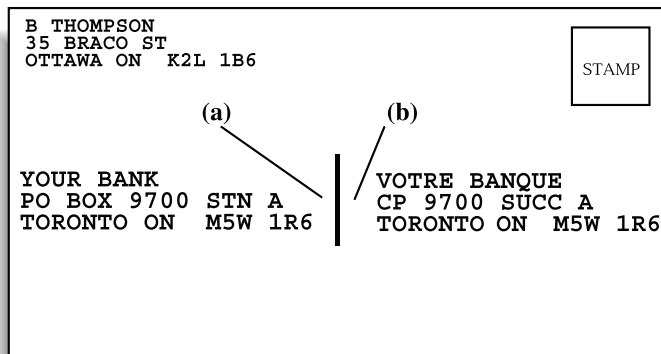 B THOMPSON
35 BRACO ST
OTTAWA ON  K2L 1B6
STAMP
(a)
(b)
YOUR BANK
PO BOX 9700 STN A
TORONTO ON  M5W 1R6
VOTRE BANQUE
CP 9700 SUCC A
TORONTO ON  M5W 1R6